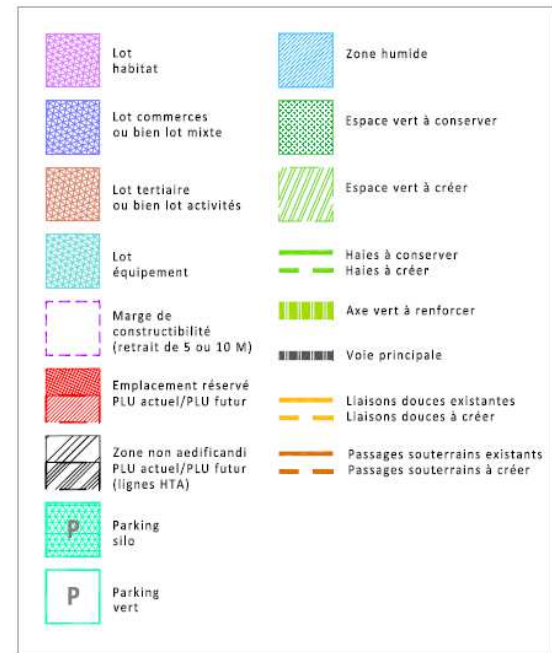 Lot
habitat
Lot commerces
ou bien lot mixte
Lot tertiaire
ou bien lot activités
Lot
équipement
Marge de
constructibilité
(retrait de 5 ou 10 M)
Emplacement réservé
PLU actuel/PLU futur
Zone non aedificandi
PLU actuel/PLU futur
(lignes HTA)
P
Parking
silo
P
Parking
vert
Zone humide
Espace vert à conserver
Espace vert à créer
Haies à conserver
Haies à créer
Axe vert à renforcer
Voie principale
Liaisons douces existantes
Liaisons douces à créer
Passages souterrains existants
Passages souterrains à créer